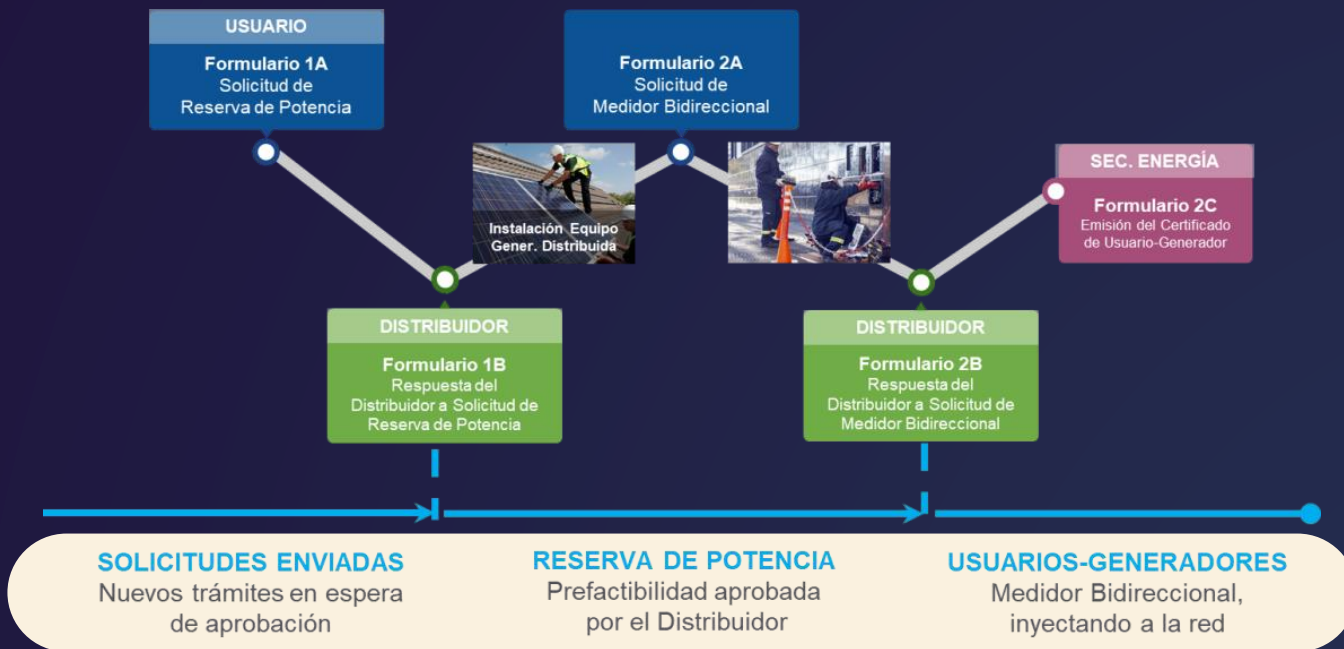 USUARIO
Formulario 1A
Solicitud de
Reserva de Potencia
Formulario 2A
Solicitud de
Medidor Bidireccional
Instalación Equipo
Gener. Distribuida
SEC. ENERGÍA
Formulario 2C
Emisión del Certificado
de Usuario-Generador
DISTRIBUIDOR
Formulario 1B
Respuesta del
Distribuidor a Solicitud de
Reserva de Potencia
DISTRIBUIDOR
Formulario 2B
Respuesta del
Distribuidor a Solicitud de
Medidor Bidireccional
SOLICITUDES ENVIADAS
Nuevos trámites en espera
de aprobación
RESERVA DE POTENCIA
Prefactibilidad aprobada
por el Distribuidor
USUARIOS-GENERADORES
Medidor Bidireccional,
inyectando a la red